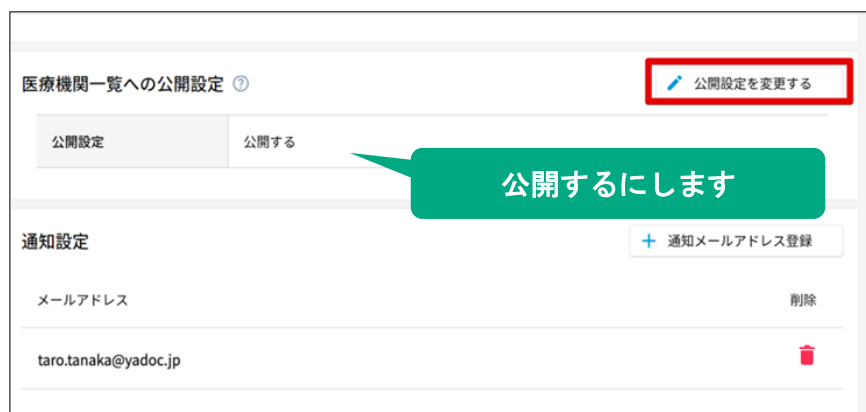 医療機関一覧への公開設定 ?
公開設定を変更する
公開設定 公開する
公開するにします
通知設定
+ 通知メールアドレス登録
メールアドレス 削除
taro.tanaka@yadoc.jp